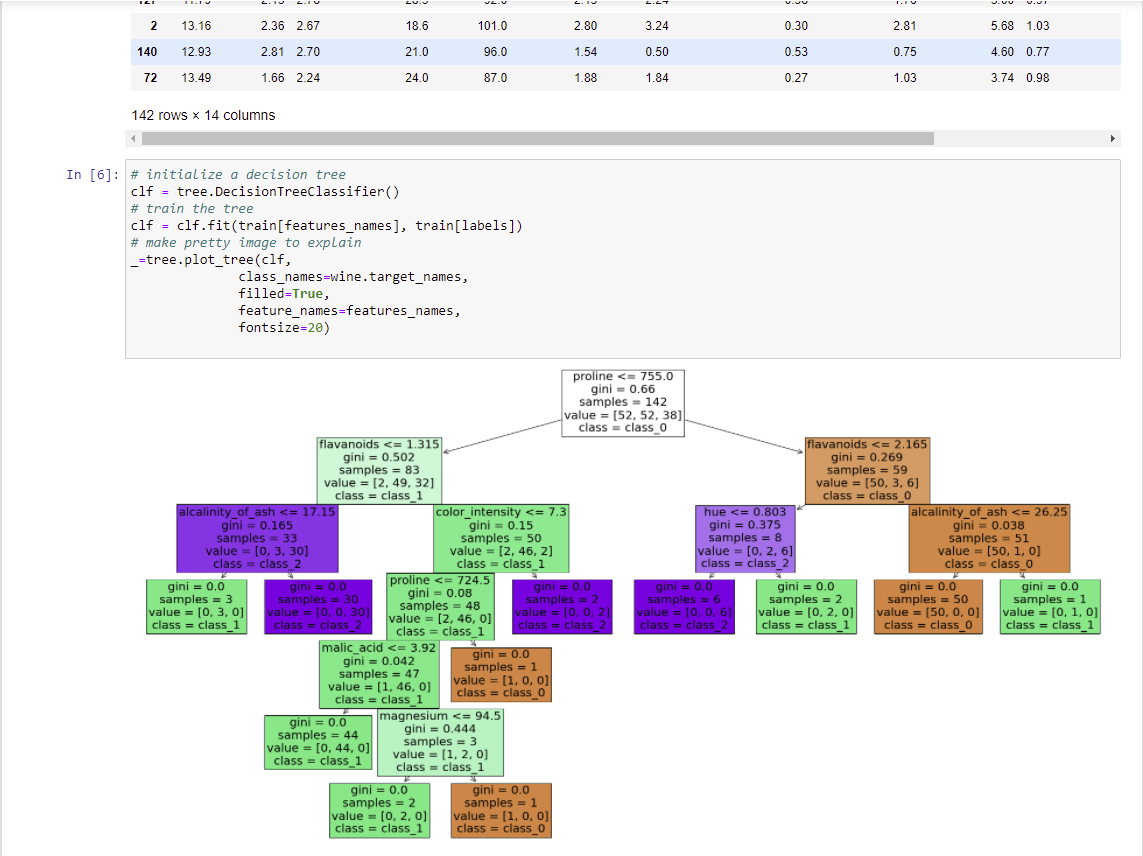 2 13.16 2.36 2.67 18.6 101.0 2.80 3.24 0.30 2.81 5.68 1.03
140 12.93 2.81 2.70 21.0 96.0 1.54 0.50 0.53 0.75 4.60 0.77
72 13.49 1.66 2.24 24.0 87.0 1.88 1.84 0.27 1.03 3.74 0.98
142 rows × 14 columns
In [6]:
# initialize a decision tree
clf = tree.DecisionTreeClassifier()
# train the tree
clf = clf.fit(train[features_names], train[labels])
# make pretty image to explain
_=tree.plot_tree(clf,
class_names=wine.target_names,
filled=True,
feature_names=features_names,
fontsize=20)
proline <= 755.0
gini = 0.66
samples = 142
value = [52, 52, 38]
class = class_0
flavanoids <= 1.315
gini = 0.502
samples = 83
value = [2, 49, 32]
class = class_1
flavanoids <= 2.165
gini = 0.269
samples = 59
value = [50, 3, 6]
class = class_0
alcalinity_of_ash <= 17.15
gini = 0.165
samples = 33
value = [0, 3, 30]
class = class_2
color_intensity <= 7.3
gini = 0.15
samples = 50
value = [2, 46, 2]
class = class_1
hue <= 0.803
gini = 0.375
samples = 8
value = [0, 2, 6]
class = class_2
alcalinity_of_ash <= 26.25
gini = 0.038
samples = 51
value = [50, 1, 0]
class = class_0
gini = 0.0
samples = 3
value = [0, 3, 0]
class = class_1
gini = 0.0
samples = 30
value = [0, 0, 30]
class = class_2
proline <= 724.5
gini = 0.08
samples = 48
value = [2, 46, 0]
class = class_1
gini = 0.0
samples = 2
value = [0, 0, 2]
class = class_2
gini = 0.0
samples = 6
value = [0, 0, 6]
class = class_2
gini = 0.0
samples = 2
value = [0, 2, 0]
class = class_1
gini = 0.0
samples = 50
value = [50, 0, 0]
class = class_0
gini = 0.0
samples = 1
value = [0, 1, 0]
class = class_1
malic_acid <= 3.92
gini = 0.042
samples = 47
value = [1, 46, 0]
class = class_1
gini = 0.0
samples = 1
value = [1, 0, 0]
class = class_0
gini = 0.0
samples = 44
value = [0, 44, 0]
class = class_1
magnesium <= 94.5
gini = 0.444
samples = 3
value = [1, 2, 0]
class = class_1
gini = 0.0
samples = 2
value = [0, 2, 0]
class = class_1
gini = 0.0
samples = 1
value = [1, 0, 0]
class = class_0